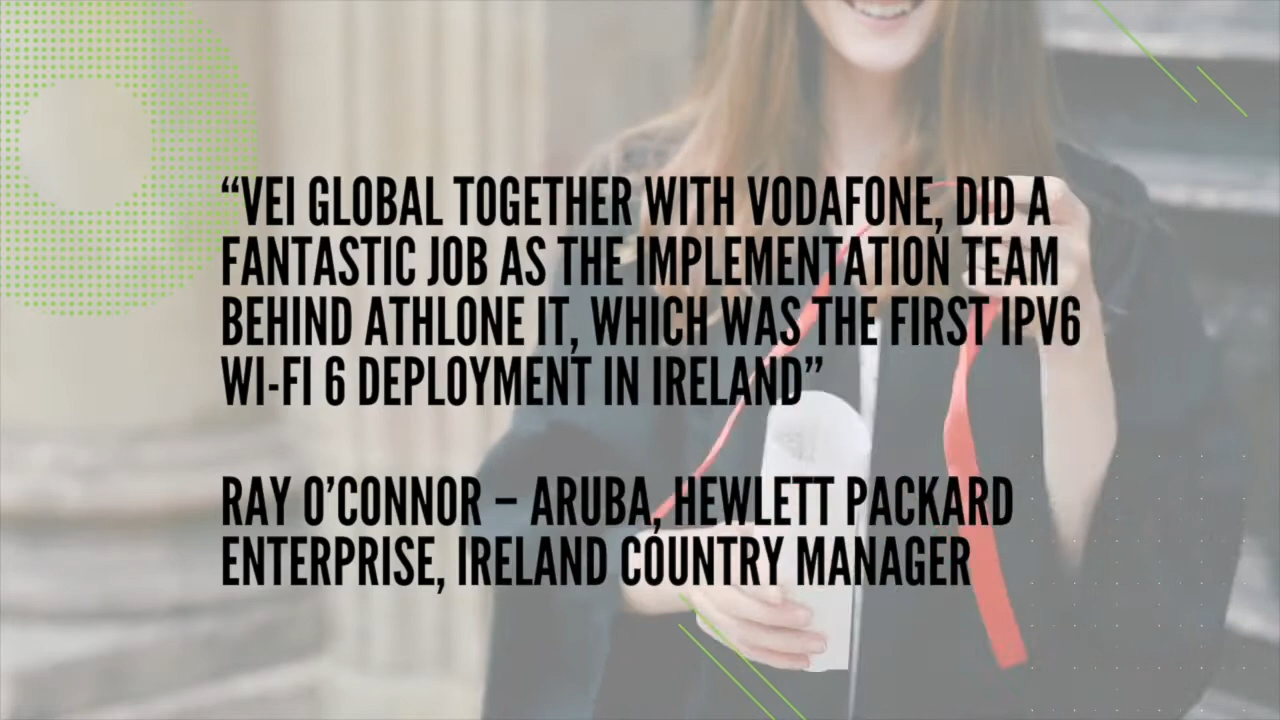 “VEI GLOBAL TOGETHER WITH VODAFONE, DID A
FANTASTIC JOB AS THE IMPLEMENTATION TEAM
BEHIND ATHLONE IT, WHICH WAS THE FIRST IPV6
WI-FI 6 DEPLOYMENT IN IRELAND”
RAY O’CONNOR – ARUBA, HEWLETT PACKARD
ENTERPRISE, IRELAND COUNTRY MANAGER